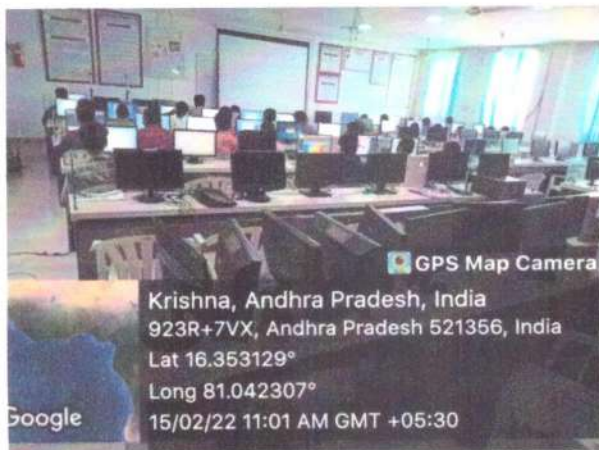 GPS Map Camera
Krishna, Andhra Pradesh, India
923R+7VX, Andhra Pradesh 521356, India
Lat 16.353129°
Long 81.042307°
15/02/22 11:01 AM GMT +05:30
Google